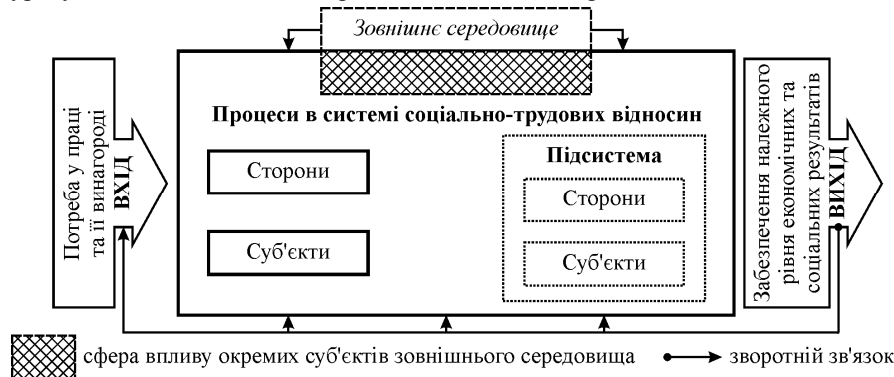 Зовнішнє середовище
Потреба у праці
та її винагороді
ВХІД
Процеси в системі соціально-трудових відносин
Сторони
Суб'єкти
Підсистема
Сторони
Суб'єкти
Забезпечення належного
рівня економічних та
соціальних результатів
ВИХІД
сфера впливу окремих суб'єктів зовнішнього середовища
зворотній зв'язок